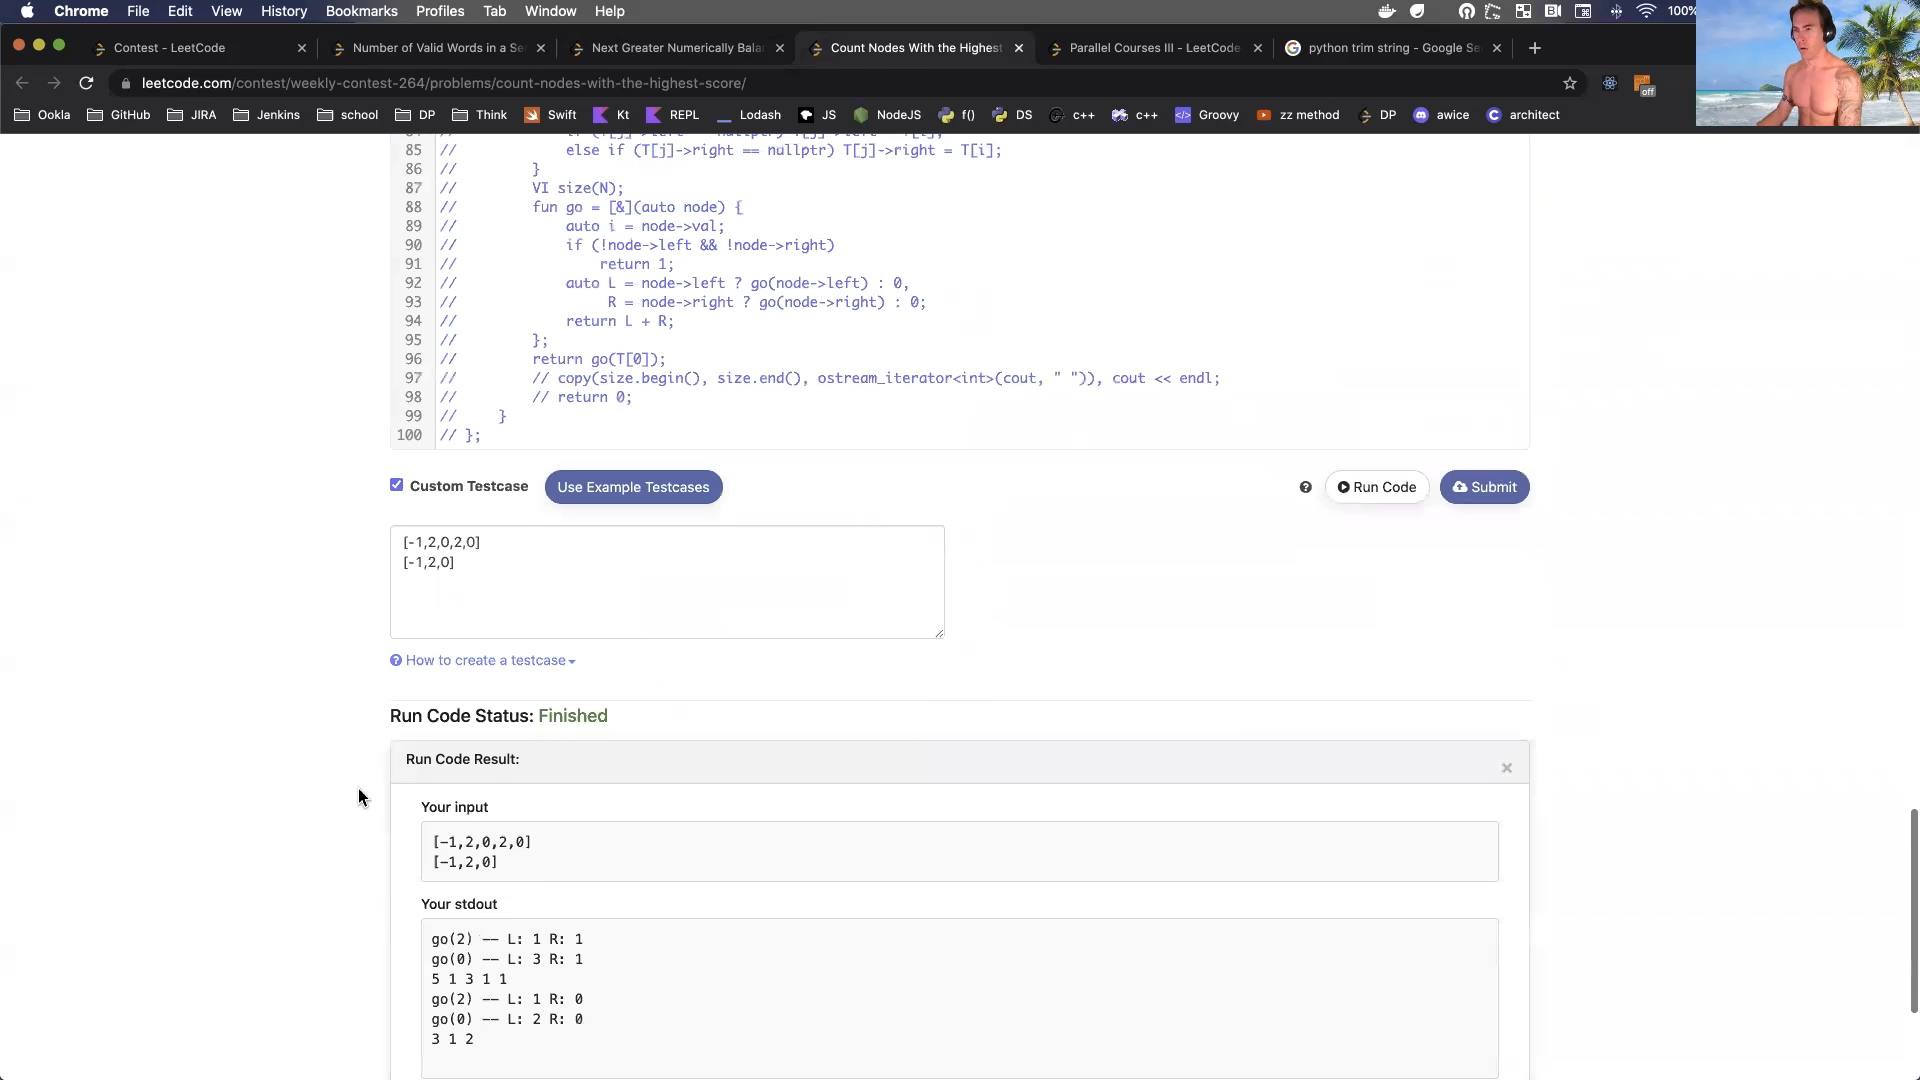 Chrome File Edit View History Bookmarks Profiles Tab Window Help 100%
Contest - LeetCode
Number of Valid Words in a Se
Next Greater Numerically Bala
Count Nodes With the Highest
Parallel Courses III - LeetCode
python trim string - Google Se
leetcode.com/contest/weekly-contest-264/problems/count-nodes-with-the-highest-score/
off
Ookla GitHub JIRA Jenkins school DP Think Swift Kt REPL Lodash JS NodeJS f() DS c++ c++ Groovy zz method DP awice architect
85 // else if (T[j]->right == nullptr) T[j]->right = T[i];
86 // }
87 // VI size(N);
88 // fun go = [&](auto node) {
89 // auto i = node->val;
90 // if (!node->left && !node->right)
91 // return 1;
92 // auto L = node->left ? go(node->left) : 0,
93 // R = node->right ? go(node->right) : 0;
94 // return L + R;
95 // };
96 // return go(T[0]);
97 // // copy(size.begin(), size.end(), ostream_iterator<int>(cout, " ")), cout << endl;
98 // // return 0;
99 // }
100 // };
Custom Testcase Use Example Testcases Run Code Submit
[-1,2,0,2,0]
[-1,2,0]
How to create a testcase
Run Code Status: Finished
Run Code Result: ×
Your input
[-1,2,0,2,0]
[-1,2,0]
Your stdout
go(2) -- L: 1 R: 1
go(0) -- L: 3 R: 1
5 1 3 1 1
go(2) -- L: 1 R: 0
go(0) -- L: 2 R: 0
3 1 2